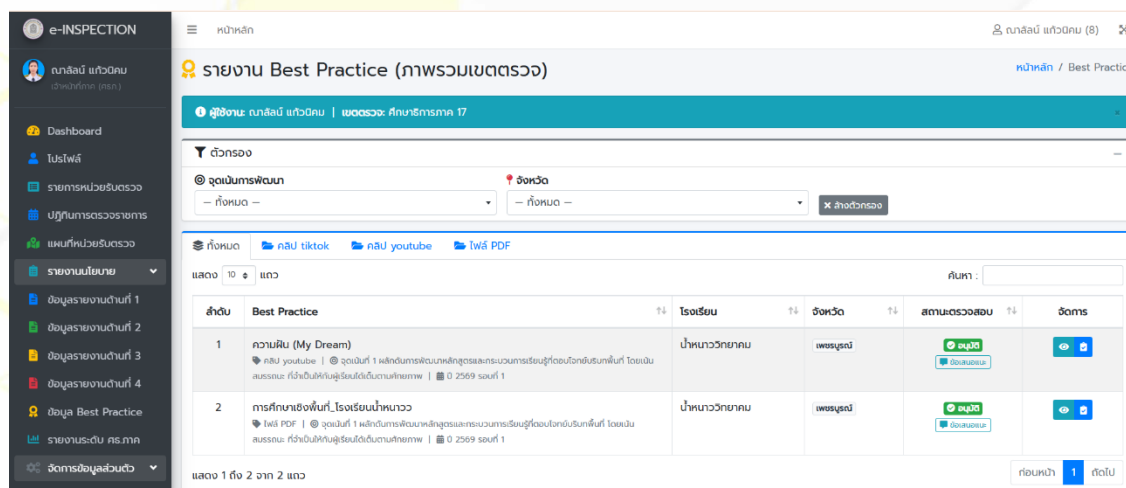 e-INSPECTION
หน้าหลัก
ณาลัลน์ แก้วนิคม (8)
ณาลัลน์ แก้วนิคม
เจ้าหน้าที่ภาค (ศธภ.)
รายงาน Best Practice (ภาพรวมเขตตรวจ)
หน้าหลัก / Best Practic
ผู้ใช้งาน: ณาลัลน์ แก้วนิคม | เขตตรวจ: ศึกษาธิการภาค 17
Dashboard
โปรไฟล์
รายการหน่วยรับตรวจ
ปฏิทินการตรวจราชการ
แผนที่หน่วยรับตรวจ
รายงานนโยบาย
ข้อมูลรายงานด้านที่ 1
ข้อมูลรายงานด้านที่ 2
ข้อมูลรายงานด้านที่ 3
ข้อมูลรายงานด้านที่ 4
ข้อมูล Best Practice
รายงานระดับ ศธ.ภาค
จัดการข้อมูลส่วนตัว
ตัวกรอง
จุดเน้นการพัฒนา
จังหวัด
— ทั้งหมด —
— ทั้งหมด —
ล้างตัวกรอง
ทั้งหมด คลิป tiktok คลิป youtube ไฟล์ PDF
แสดง 10 แถว
ค้นหา :
ลำดับ Best Practice โรงเรียน จังหวัด สถานะตรวจสอบ จัดการ
1 ความฝัน (My Dream) น้ำหนาววิทยาคม เพชรบูรณ์ อนุมัติ
คลิป youtube | จุดเน้นที่ 1 ผลักดันการพัฒนาหลักสูตรและกระบวนการเรียนรู้ที่ตอบโจทย์บริบทพื้นที่ โดยเน้น ข้อเสนอแนะ
สมรรถนะ ที่จำเป็นให้กับผู้เรียนได้เต็มตามศักยภาพ | ปี 2569 รอบที่ 1
2 การศึกษาเชิงพื้นที่_โรงเรียนน้ำหนาวว น้ำหนาววิทยาคม เพชรบูรณ์ อนุมัติ
ไฟล์ PDF | จุดเน้นที่ 1 ผลักดันการพัฒนาหลักสูตรและกระบวนการเรียนรู้ที่ตอบโจทย์บริบทพื้นที่ โดยเน้น ข้อเสนอแนะ
สมรรถนะ ที่จำเป็นให้กับผู้เรียนได้เต็มตามศักยภาพ | ปี 2569 รอบที่ 1
แสดง 1 ถึง 2 จาก 2 แถว
ก่อนหน้า 1 ถัดไป